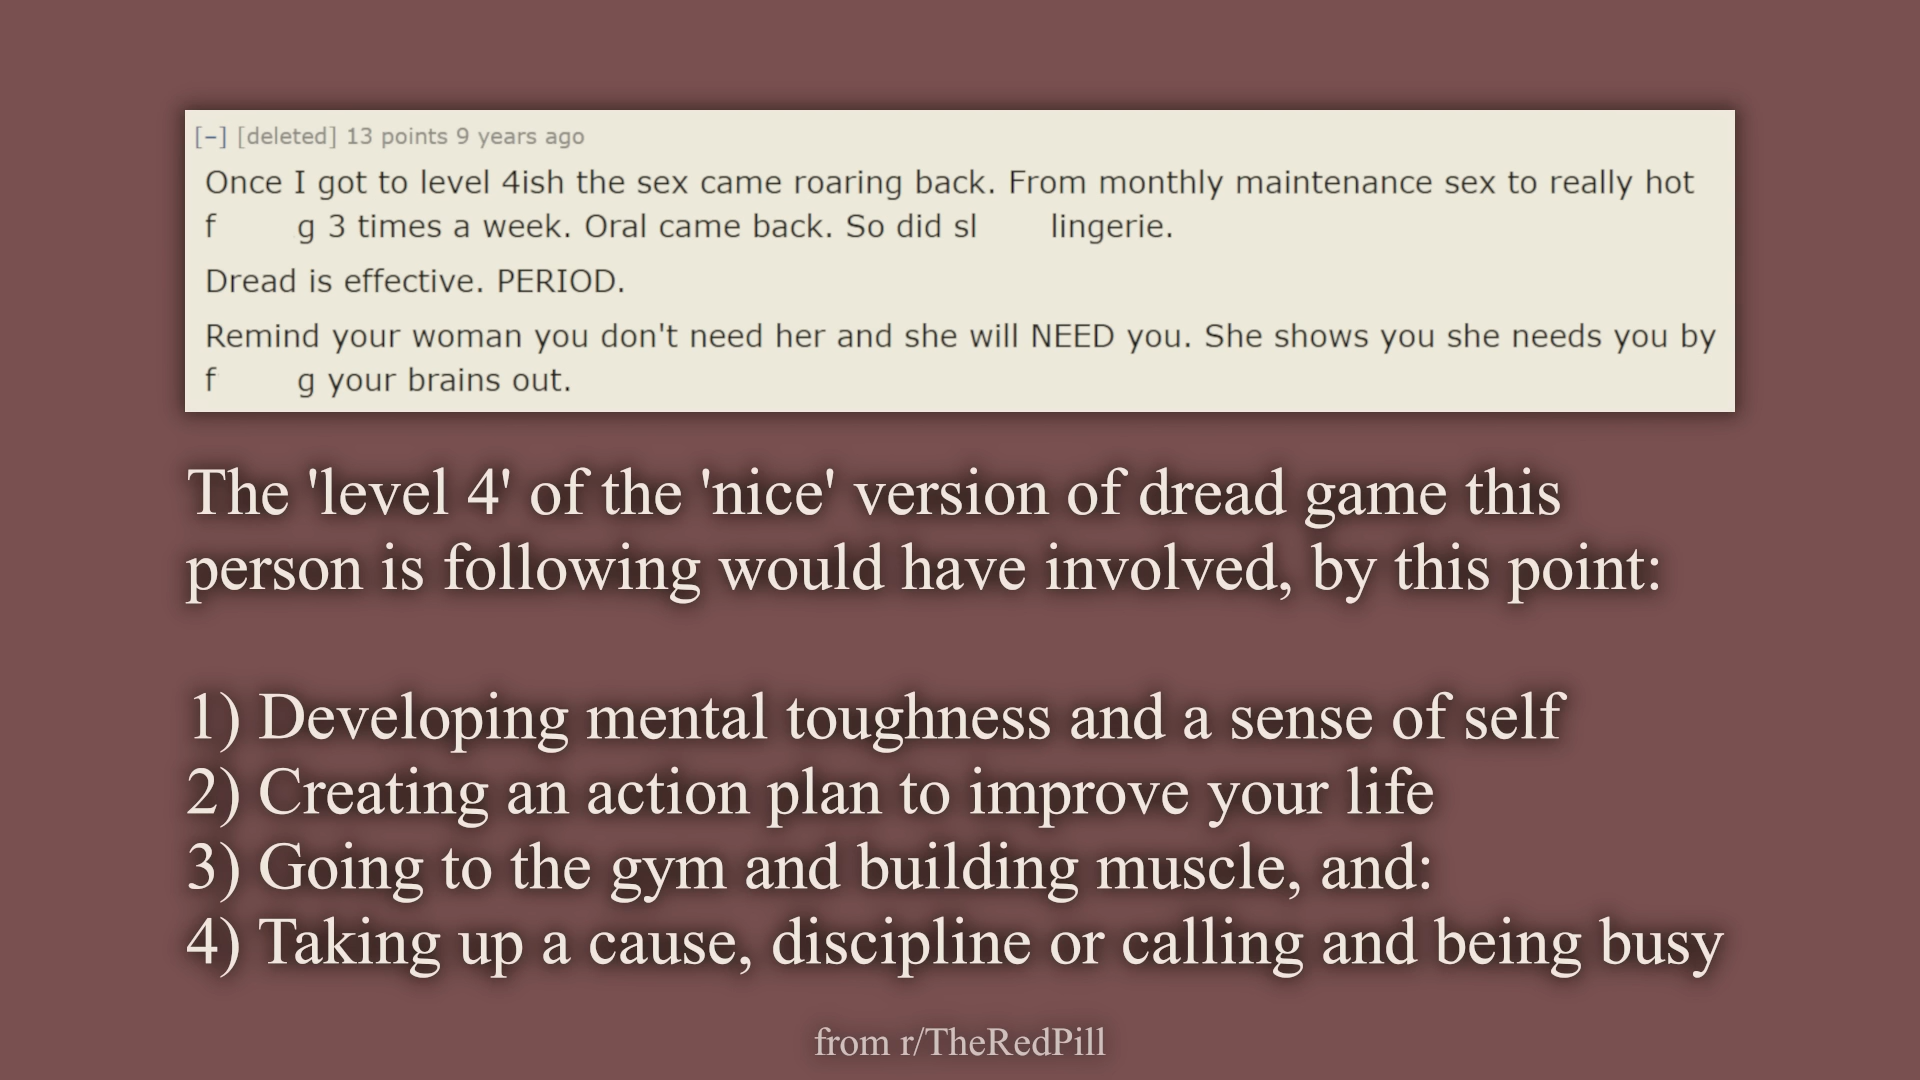 [–] [deleted] 13 points 9 years ago
Once I got to level 4ish the sex came roaring back. From monthly maintenance sex to really hot
f g 3 times a week. Oral came back. So did sl lingerie.
Dread is effective. PERIOD.
Remind your woman you don't need her and she will NEED you. She shows you she needs you by
f g your brains out.
The 'level 4' of the 'nice' version of dread game this
person is following would have involved, by this point:
1) Developing mental toughness and a sense of self
2) Creating an action plan to improve your life
3) Going to the gym and building muscle, and:
4) Taking up a cause, discipline or calling and being busy
from r/TheRedPill